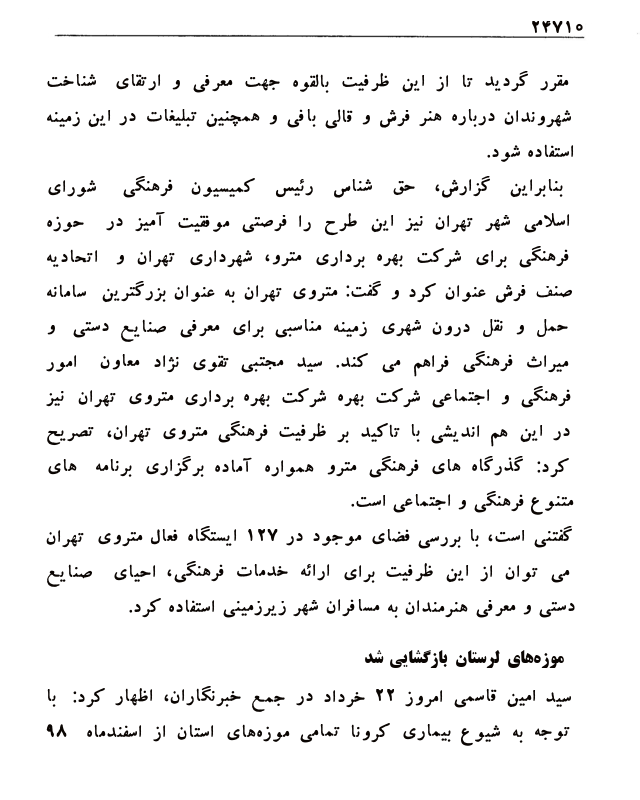 ۲۴۷۱۰
مقرر گردید تا از این ظرفیت بالقوه جهت معرفی و ارتقای شناخت
شهروندان درباره هنر فرش و قالی بافی و همچنین تبلیغات در این زمینه
استفاده شود.
بنابراین گزارش، حق شناس رئیس کمیسیون فرهنگی شورای
اسلامی شهر تهران نیز این طرح را فرصتی موفقیت آمیز در حوزه
فرهنگی برای شرکت بهره برداری مترو، شهرداری تهران و اتحادیه
صنف فرش عنوان کرد و گفت: متروی تهران به عنوان بزرگترین سامانه
حمل و نقل درون شهری زمینه مناسبی برای معرفی صنایع دستی و
میراث فرهنگی فراهم می کند. سید مجتبی تقوی نژاد معاون امور
فرهنگی و اجتماعی شرکت بهره شرکت بهره برداری متروی تهران نیز
در این هم اندیشی با تاکید بر ظرفیت فرهنگی متروی تهران، تصریح
کرد: گذرگاه های فرهنگی مترو همواره آماده برگزاری برنامه های
متنوع فرهنگی و اجتماعی است.
گفتنی است، با بررسی فضای موجود در ۱۲۷ ایستگاه فعال متروی تهران
می توان از این ظرفیت برای ارائه خدمات فرهنگی، احیای صنایع
دستی و معرفی هنرمندان به مسافران شهر زیرزمینی استفاده کرد.
موزه‌های لرستان بازگشایی شد
سید امین قاسمی امروز ۲۲ خرداد در جمع خبرنگاران، اظهار کرد: با
توجه به شیوع بیماری کرونا تمامی موزه‌های استان از اسفندماه ۹۸